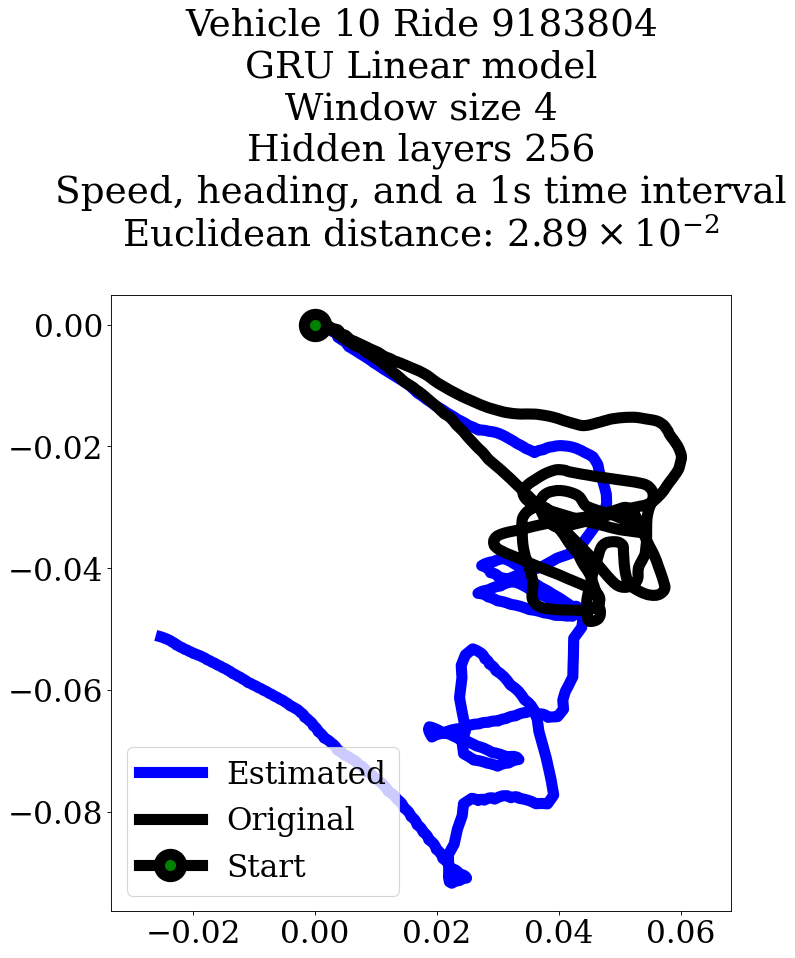 Vehicle 10 Ride 9183804
GRU Linear model
Window size 4
Hidden layers 256
Speed, heading, and a 1s time interval
Euclidean distance: 2.89 × 10⁻²
0.00
−0.02
−0.04
−0.06
−0.08
Estimated
Original
Start
−0.02 0.00 0.02 0.04 0.06